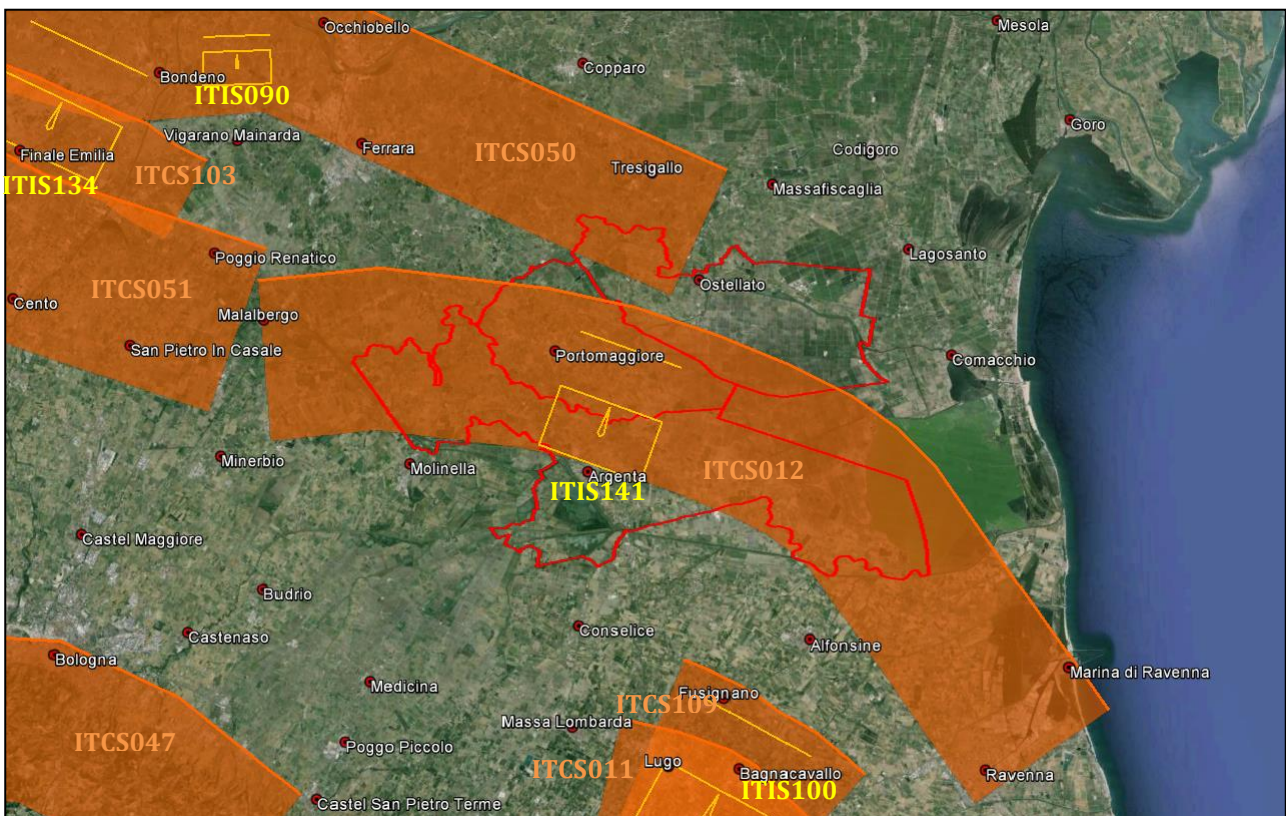 Occhiobello
Mesola
Bondeno
Copparo
ITIS090
Goro
Vigarano Mainarda
Ferrara
ITCS050
Codigoro
Finale Emilia
ITCS103
Tresigallo
Massafiscaglia
ITIS134
Poggio Renatico
Lagosanto
ITCS051
Ostellato
Cento
Malalbergo
San Pietro In Casale
Portomaggiore
Comacchio
Minerbio
Molinella
Argenta
ITCS012
ITIS141
Castel Maggiore
Budrio
Castenaso
Conselice
Alfonsine
Bologna
Marina di Ravenna
Medicina
Fusignano
ITCS109
Massa Lombarda
ITCS047
Poggo Piccolo
ITCS011
Lugo
Bagnacavallo
Ravenna
ITIS100
Castel San Pietro Terme